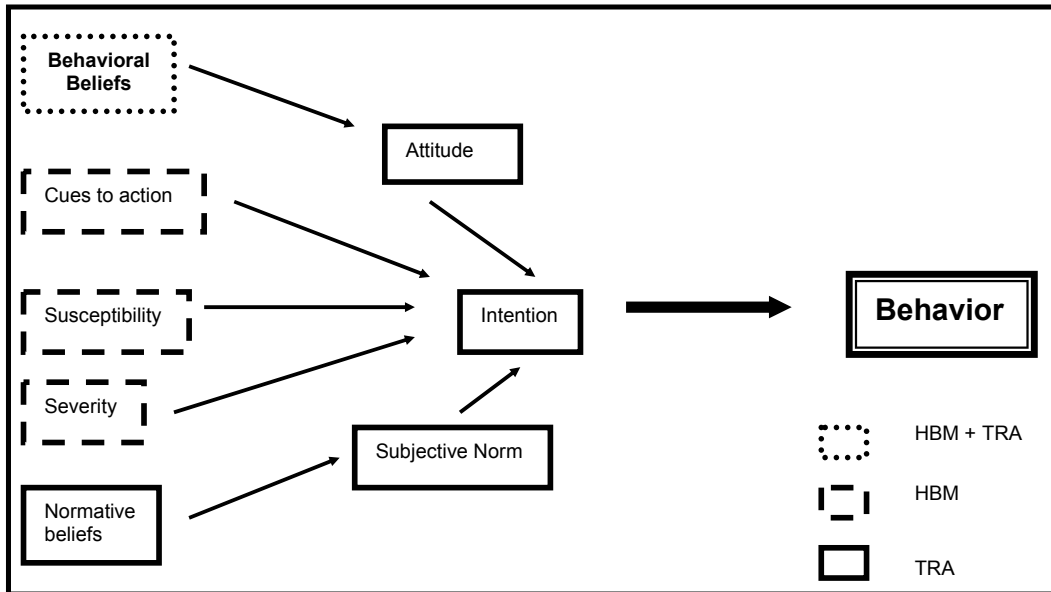 Behavioral
Beliefs
Attitude
Cues to action
Susceptibility
Intention
Behavior
Severity
Subjective Norm
Normative
beliefs
HBM + TRA
HBM
TRA